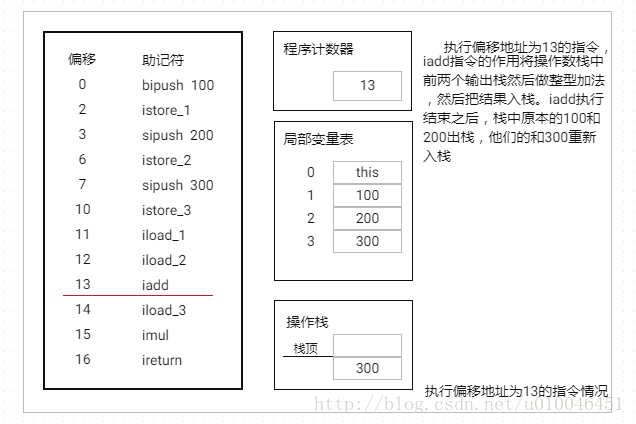 偏移 助记符
0 bipush 100
2 istore_1
3 sipush 200
6 istore_2
7 sipush 300
10 istore_3
11 iload_1
12 iload_2
13 iadd
14 iload_3
15 imul
16 ireturn
程序计数器
13
局部变量表
0 this
1 100
2 200
3 300
操作栈
栈顶
300
执行偏移地址为13的指令，
iadd指令的作用将操作数栈中
前两个输出栈然后做整型加法
，然后把结果入栈。iadd执行
结束之后，栈中原本的100和
200出栈，他们的和300重新
入栈
执行偏移地址为13的指令情况
http://blog.csdn.net/u010046451